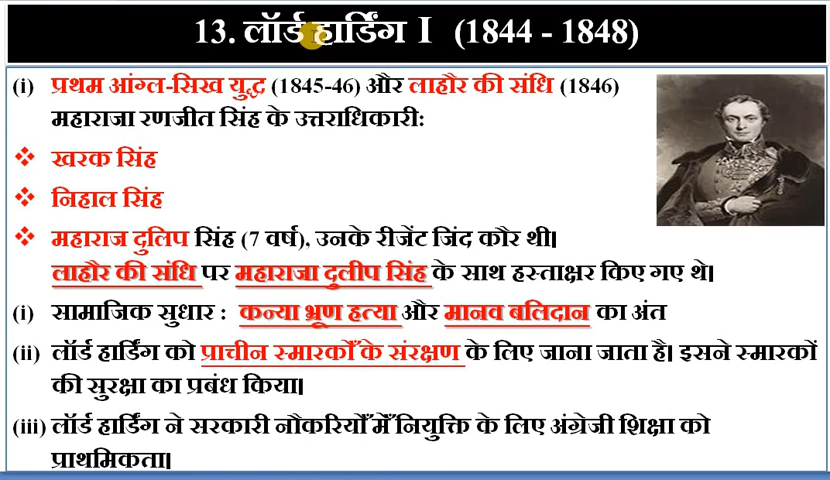 13. लॉर्ड हार्डिंग I (1844 - 1848)
(i) प्रथम आंग्ल-सिख युद्ध (1845-46) और लाहौर की संधि (1846)
महाराजा रणजीत सिंह के उत्तराधिकारी:
❖ खरक सिंह
❖ निहाल सिंह
❖ महाराज दुलिप सिंह (7 वर्ष), उनके रीजेंट जिंद कौर थी।
लाहौर की संधि पर महाराजा दुलीप सिंह के साथ हस्ताक्षर किए गए थे।
(i) सामाजिक सुधार : कन्या भ्रूण हत्या और मानव बलिदान का अंत
(ii) लॉर्ड हार्डिंग को प्राचीन स्मारकोँ के संरक्षण के लिए जाना जाता है। इसने स्मारकों
की सुरक्षा का प्रबंध किया।
(iii) लॉर्ड हार्डिंग ने सरकारी नौकरियोँ मेँ नियुक्ति के लिए अंग्रेजी शिक्षा को
प्राथमिकता।